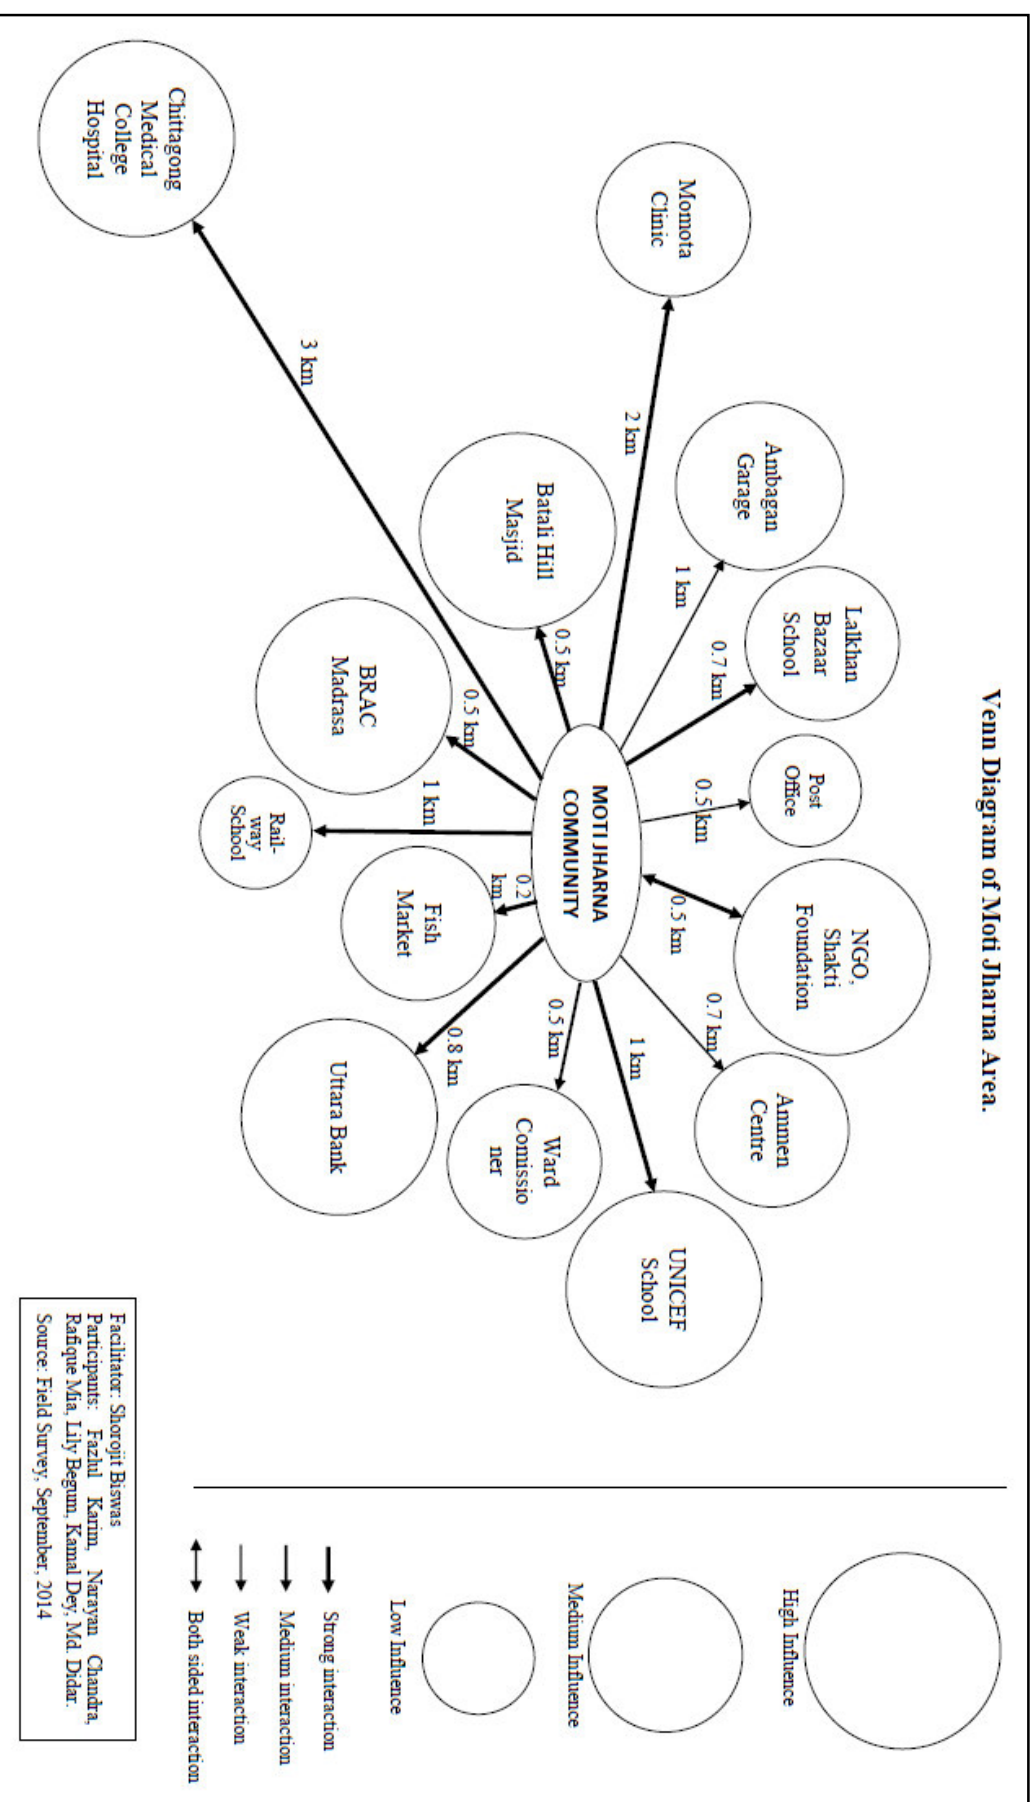 Venn Diagram of Moti Jharna Area.
Momota
Clinic
Ambagan
Garage
Lalkhan
Bazaar
School
Post
Office
NGO,
Shakti
Foundation
Ammen
Centre
UNICEF
School
2 km
1 km
0.7 km
0.5 km
0.5 km
0.7 km
1 km
Chittagong
Medical
College
Hospital
3 km
Batali Hill
Masjid
0.5 km
MOTI JHARNA
COMMUNITY
0.5 km
Ward
Comissio
ner
BRAC
Madrasa
0.5 km
1 km
Rail-
way
School
0.2
km
Fish
Market
0.8 km
Uttara Bank
High Influence
Medium Influence
Low Influence
Strong interaction
Medium interaction
Weak interaction
Both sided interaction
Facilitator: Shorojit Biswas
Participants: Fazlul Karim, Narayan Chandra,
Rafique Mia, Lily Begum, Kamal Dey, Md. Didar.
Source: Field Survey, September, 2014